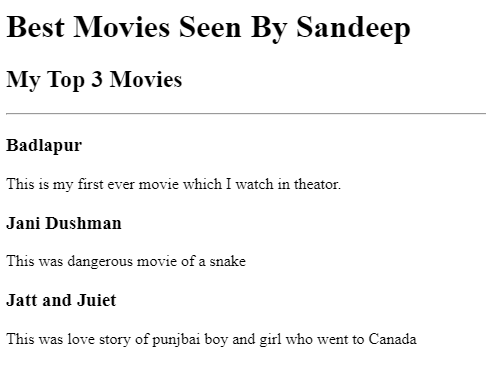 Best Movies Seen By Sandeep
My Top 3 Movies
Badlapur
This is my first ever movie which I watch in theator.
Jani Dushman
This was dangerous movie of a snake
Jatt and Juiet
This was love story of punjbai boy and girl who went to Canada